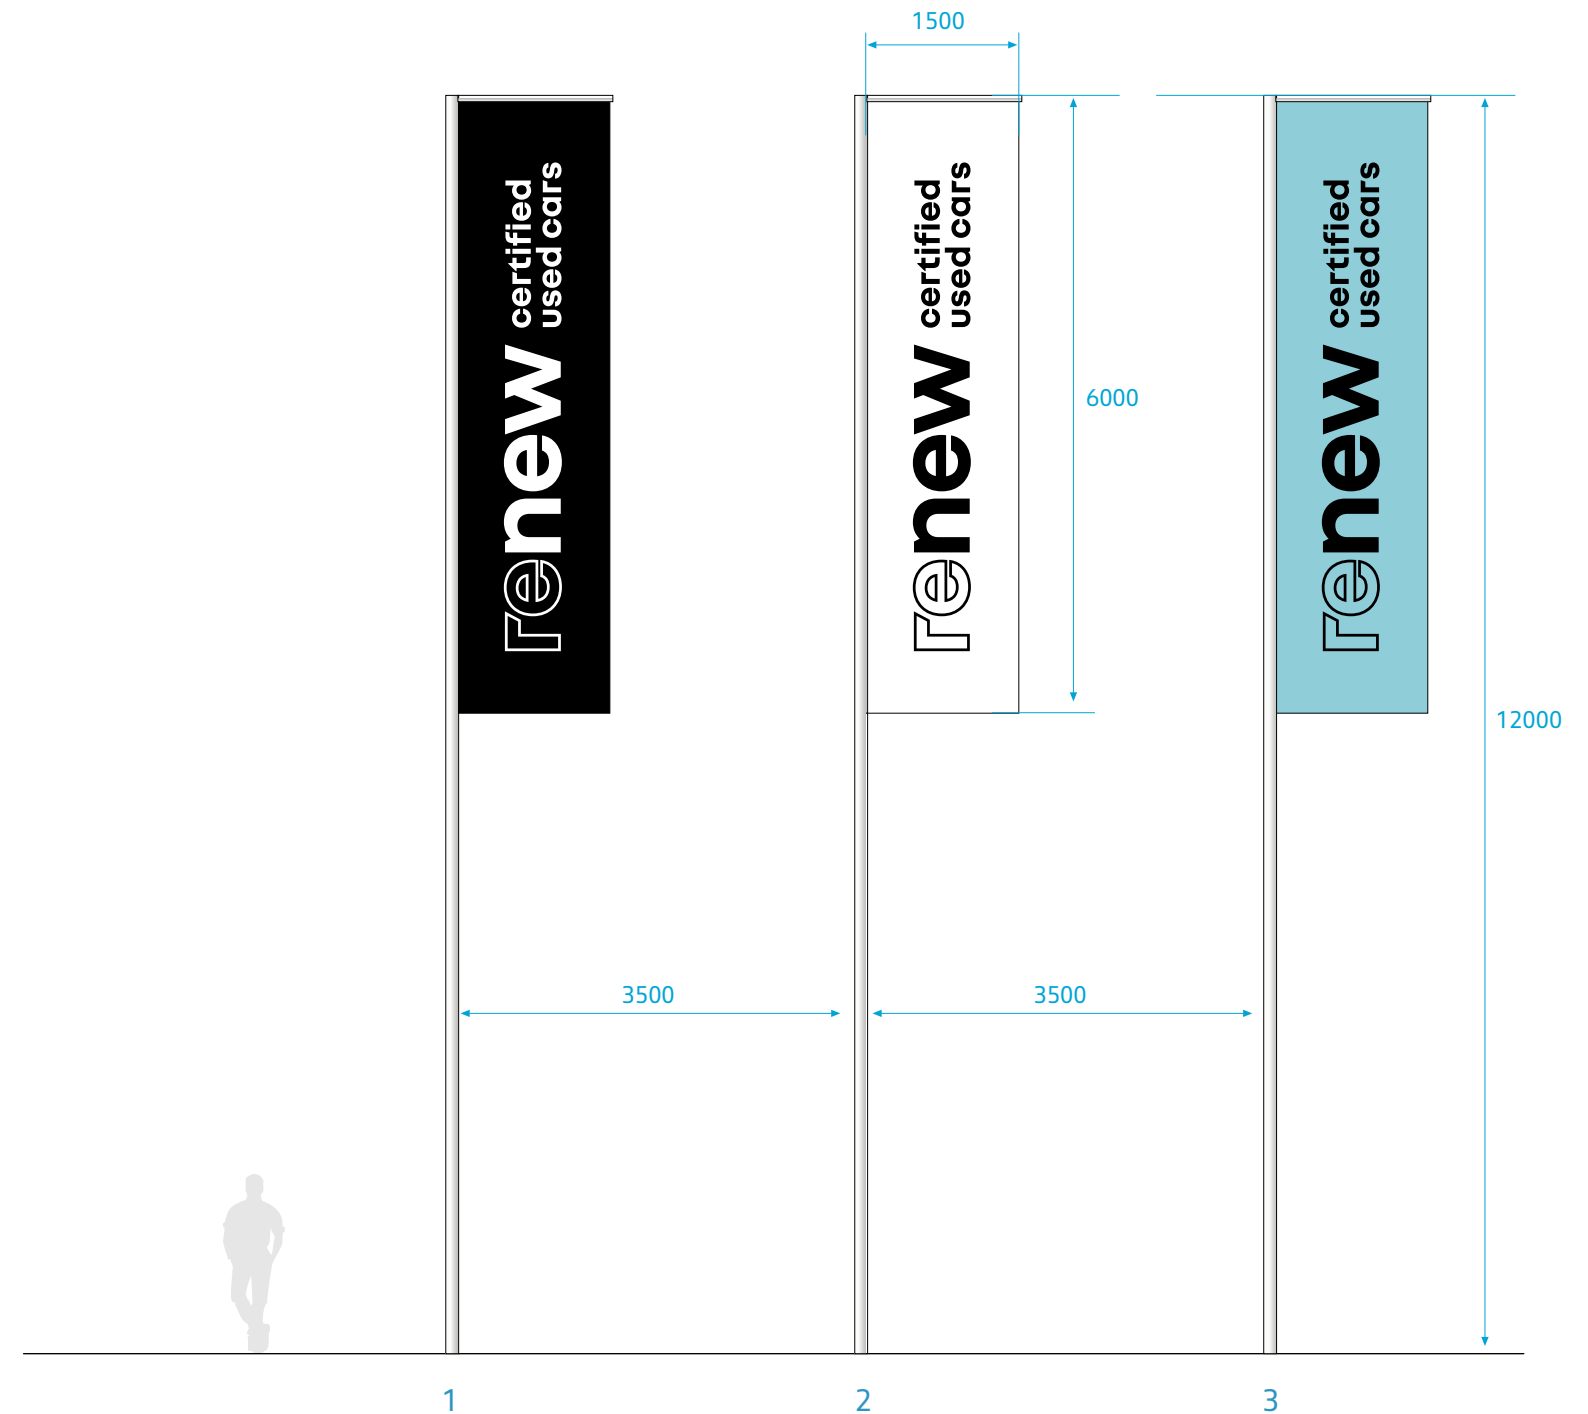 1500
renew certified
used cars
renew certified
used cars
renew certified
used cars
6000
12000
3500
3500
1
2
3